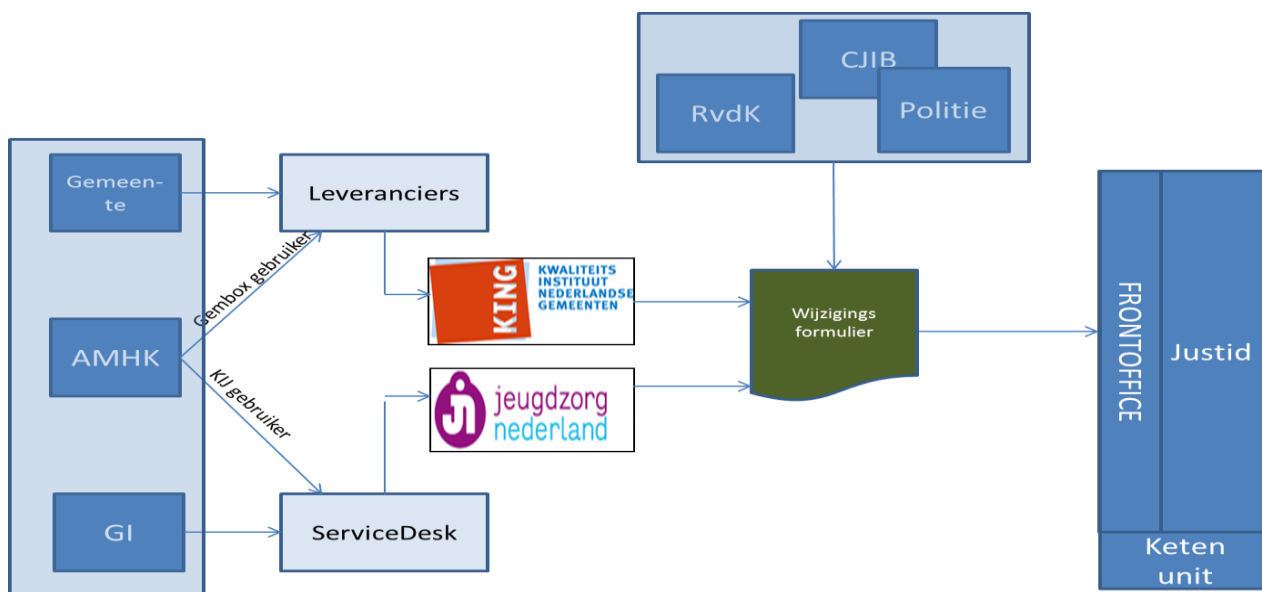 CJIB
RvdK
Politie
Gemeen-
te
Leveranciers
Gembox gebruiker
KING
KWALITEITS
INSTITUUT
NEDERLANDSE
GEMEENTEN
Wijzigings
formulier
FRONTOFFICE
Justid
AMHK
KIJ gebruiker
jeugdzorg
nederland
GI
ServiceDesk
Keten
unit